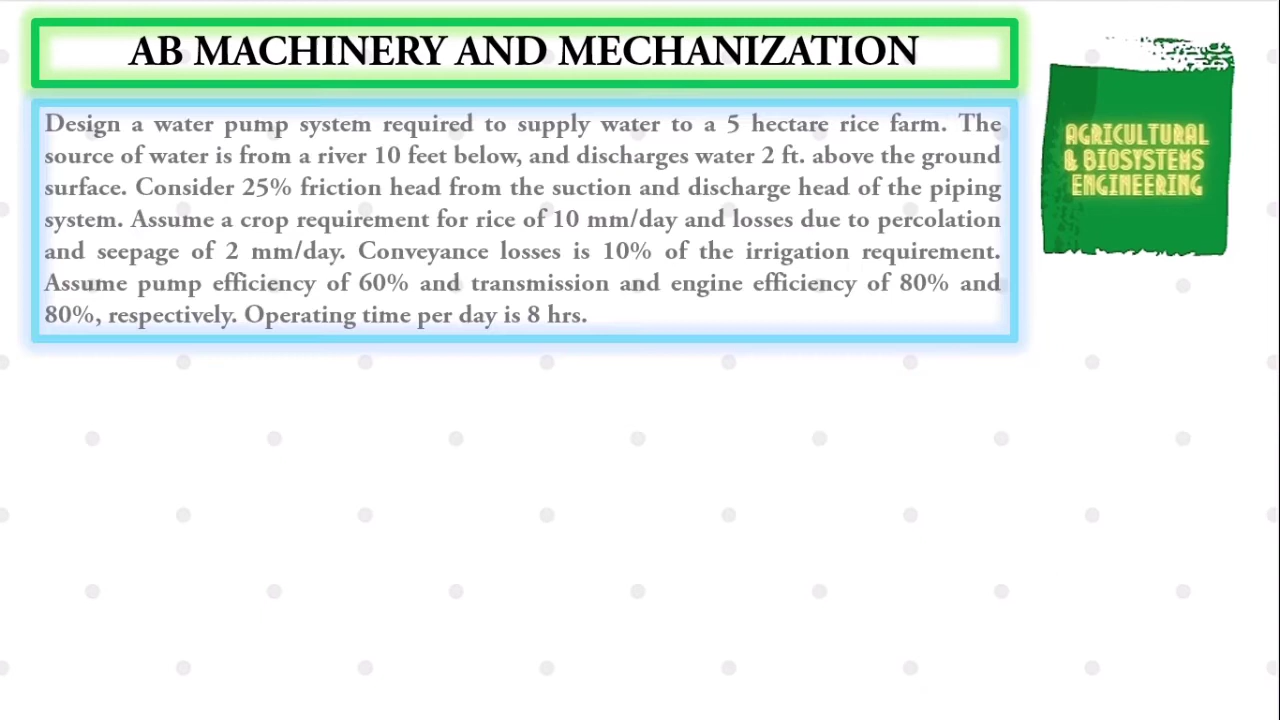 AB MACHINERY AND MECHANIZATION
Design a water pump system required to supply water to a 5 hectare rice farm. The
source of water is from a river 10 feet below, and discharges water 2 ft. above the ground
surface. Consider 25% friction head from the suction and discharge head of the piping
system. Assume a crop requirement for rice of 10 mm/day and losses due to percolation
and seepage of 2 mm/day. Conveyance losses is 10% of the irrigation requirement.
Assume pump efficiency of 60% and transmission and engine efficiency of 80% and
80%, respectively. Operating time per day is 8 hrs.
AGRICULTURAL
& BIOSYSTEMS
ENGINEERING